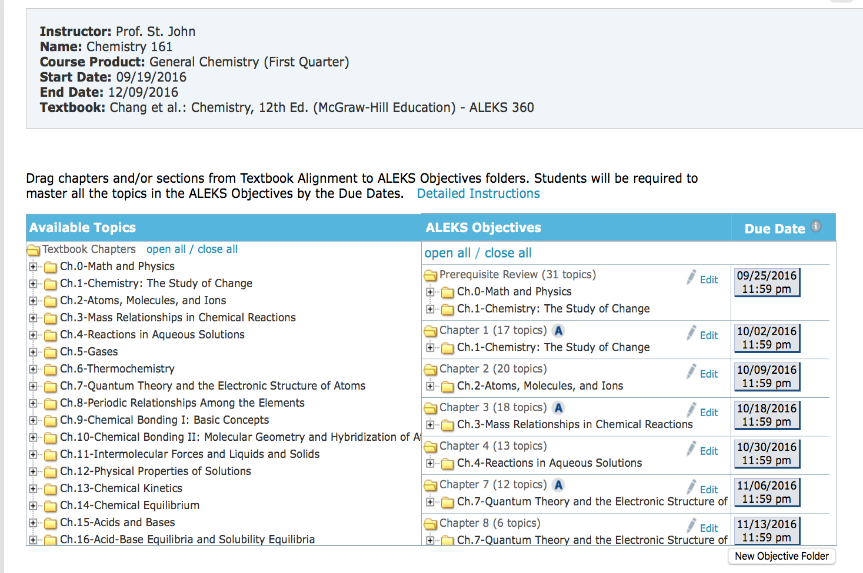 Instructor: Prof. St. John
Name: Chemistry 161
Course Product: General Chemistry (First Quarter)
Start Date: 09/19/2016
End Date: 12/09/2016
Textbook: Chang et al.: Chemistry, 12th Ed. (McGraw-Hill Education) - ALEKS 360
Drag chapters and/or sections from Textbook Alignment to ALEKS Objectives folders. Students will be required to
master all the topics in the ALEKS Objectives by the Due Dates. Detailed Instructions
Available Topics
Textbook Chapters open all / close all
Ch.0-Math and Physics
Ch.1-Chemistry: The Study of Change
Ch.2-Atoms, Molecules, and Ions
Ch.3-Mass Relationships in Chemical Reactions
Ch.4-Reactions in Aqueous Solutions
Ch.5-Gases
Ch.6-Thermochemistry
Ch.7-Quantum Theory and the Electronic Structure of Atoms
Ch.8-Periodic Relationships Among the Elements
Ch.9-Chemical Bonding I: Basic Concepts
Ch.10-Chemical Bonding II: Molecular Geometry and Hybridization of
Ch.11-Intermolecular Forces and Liquids and Solids
Ch.12-Physical Properties of Solutions
Ch.13-Chemical Kinetics
Ch.14-Chemical Equilibrium
Ch.15-Acids and Bases
Ch.16-Acid-Base Equilibria and Solubility Equilibria
ALEKS Objectives Due Date i
open all / close all
Prerequisite Review (31 topics) Edit 09/25/2016
11:59 pm
Ch.0-Math and Physics
Ch.1-Chemistry: The Study of Change
Chapter 1 (17 topics) A Edit 10/02/2016
11:59 pm
Ch.1-Chemistry: The Study of Change
Chapter 2 (20 topics) Edit 10/09/2016
11:59 pm
Ch.2-Atoms, Molecules, and Ions
Chapter 3 (18 topics) A Edit 10/18/2016
11:59 pm
Ch.3-Mass Relationships in Chemical Reactions
Chapter 4 (13 topics) Edit 10/30/2016
11:59 pm
Ch.4-Reactions in Aqueous Solutions
Chapter 7 (12 topics) A Edit 11/06/2016
11:59 pm
Ch.7-Quantum Theory and the Electronic Structure of
Chapter 8 (6 topics) Edit 11/13/2016
11:59 pm
Ch.7-Quantum Theory and the Electronic Structure of
New Objective Folder